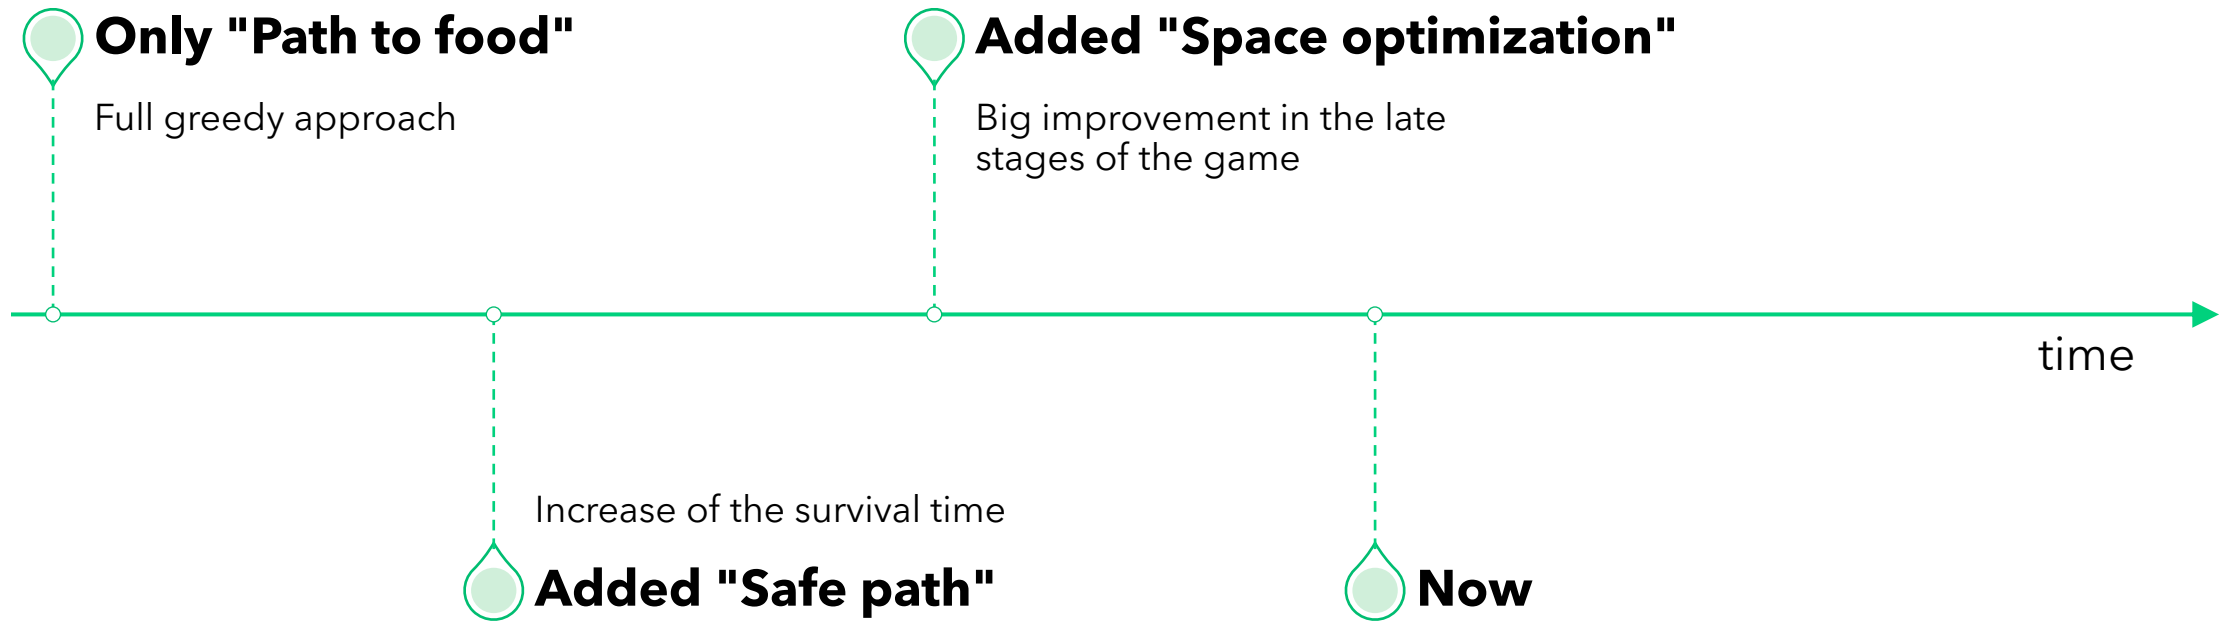 Only "Path to food"
Full greedy approach
Added "Space optimization"
Big improvement in the late
stages of the game
time
Increase of the survival time
Added "Safe path"
Now